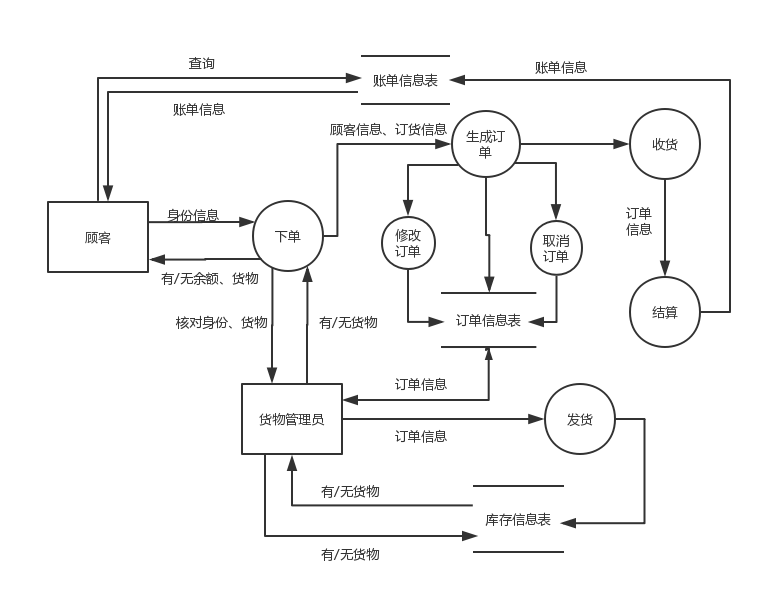 查询
账单信息表
账单信息
账单信息
顾客信息、订货信息
生成订
单
收货
身份信息
顾客
下单
修改
订单
取消
订单
订单
信息
有/无余额、货物
核对身份、货物
有/无货物
订单信息表
结算
订单信息
货物管理员
发货
订单信息
有/无货物
库存信息表
有/无货物